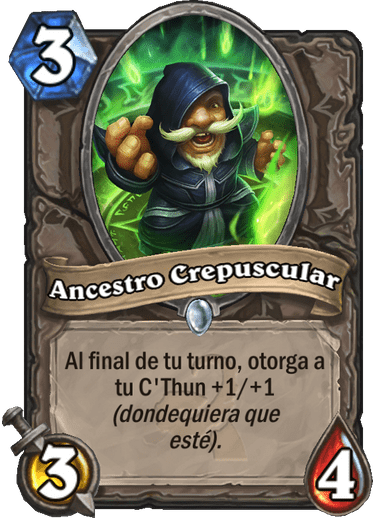 3
Ancestro Crepuscular
Al final de tu turno, otorga a
tu C'Thun +1/+1
(dondequiera que
esté).
3
4